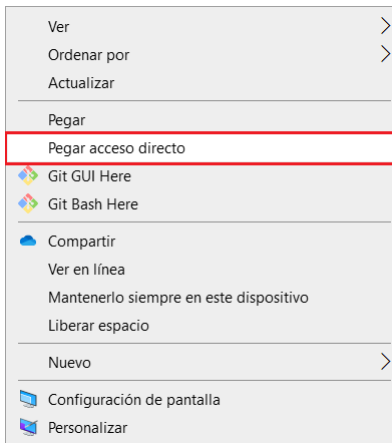 Ver
Ordenar por
Actualizar
Pegar
Pegar acceso directo
Git GUI Here
Git Bash Here
Compartir
Ver en línea
Mantenerlo siempre en este dispositivo
Liberar espacio
Nuevo
Configuración de pantalla
Personalizar